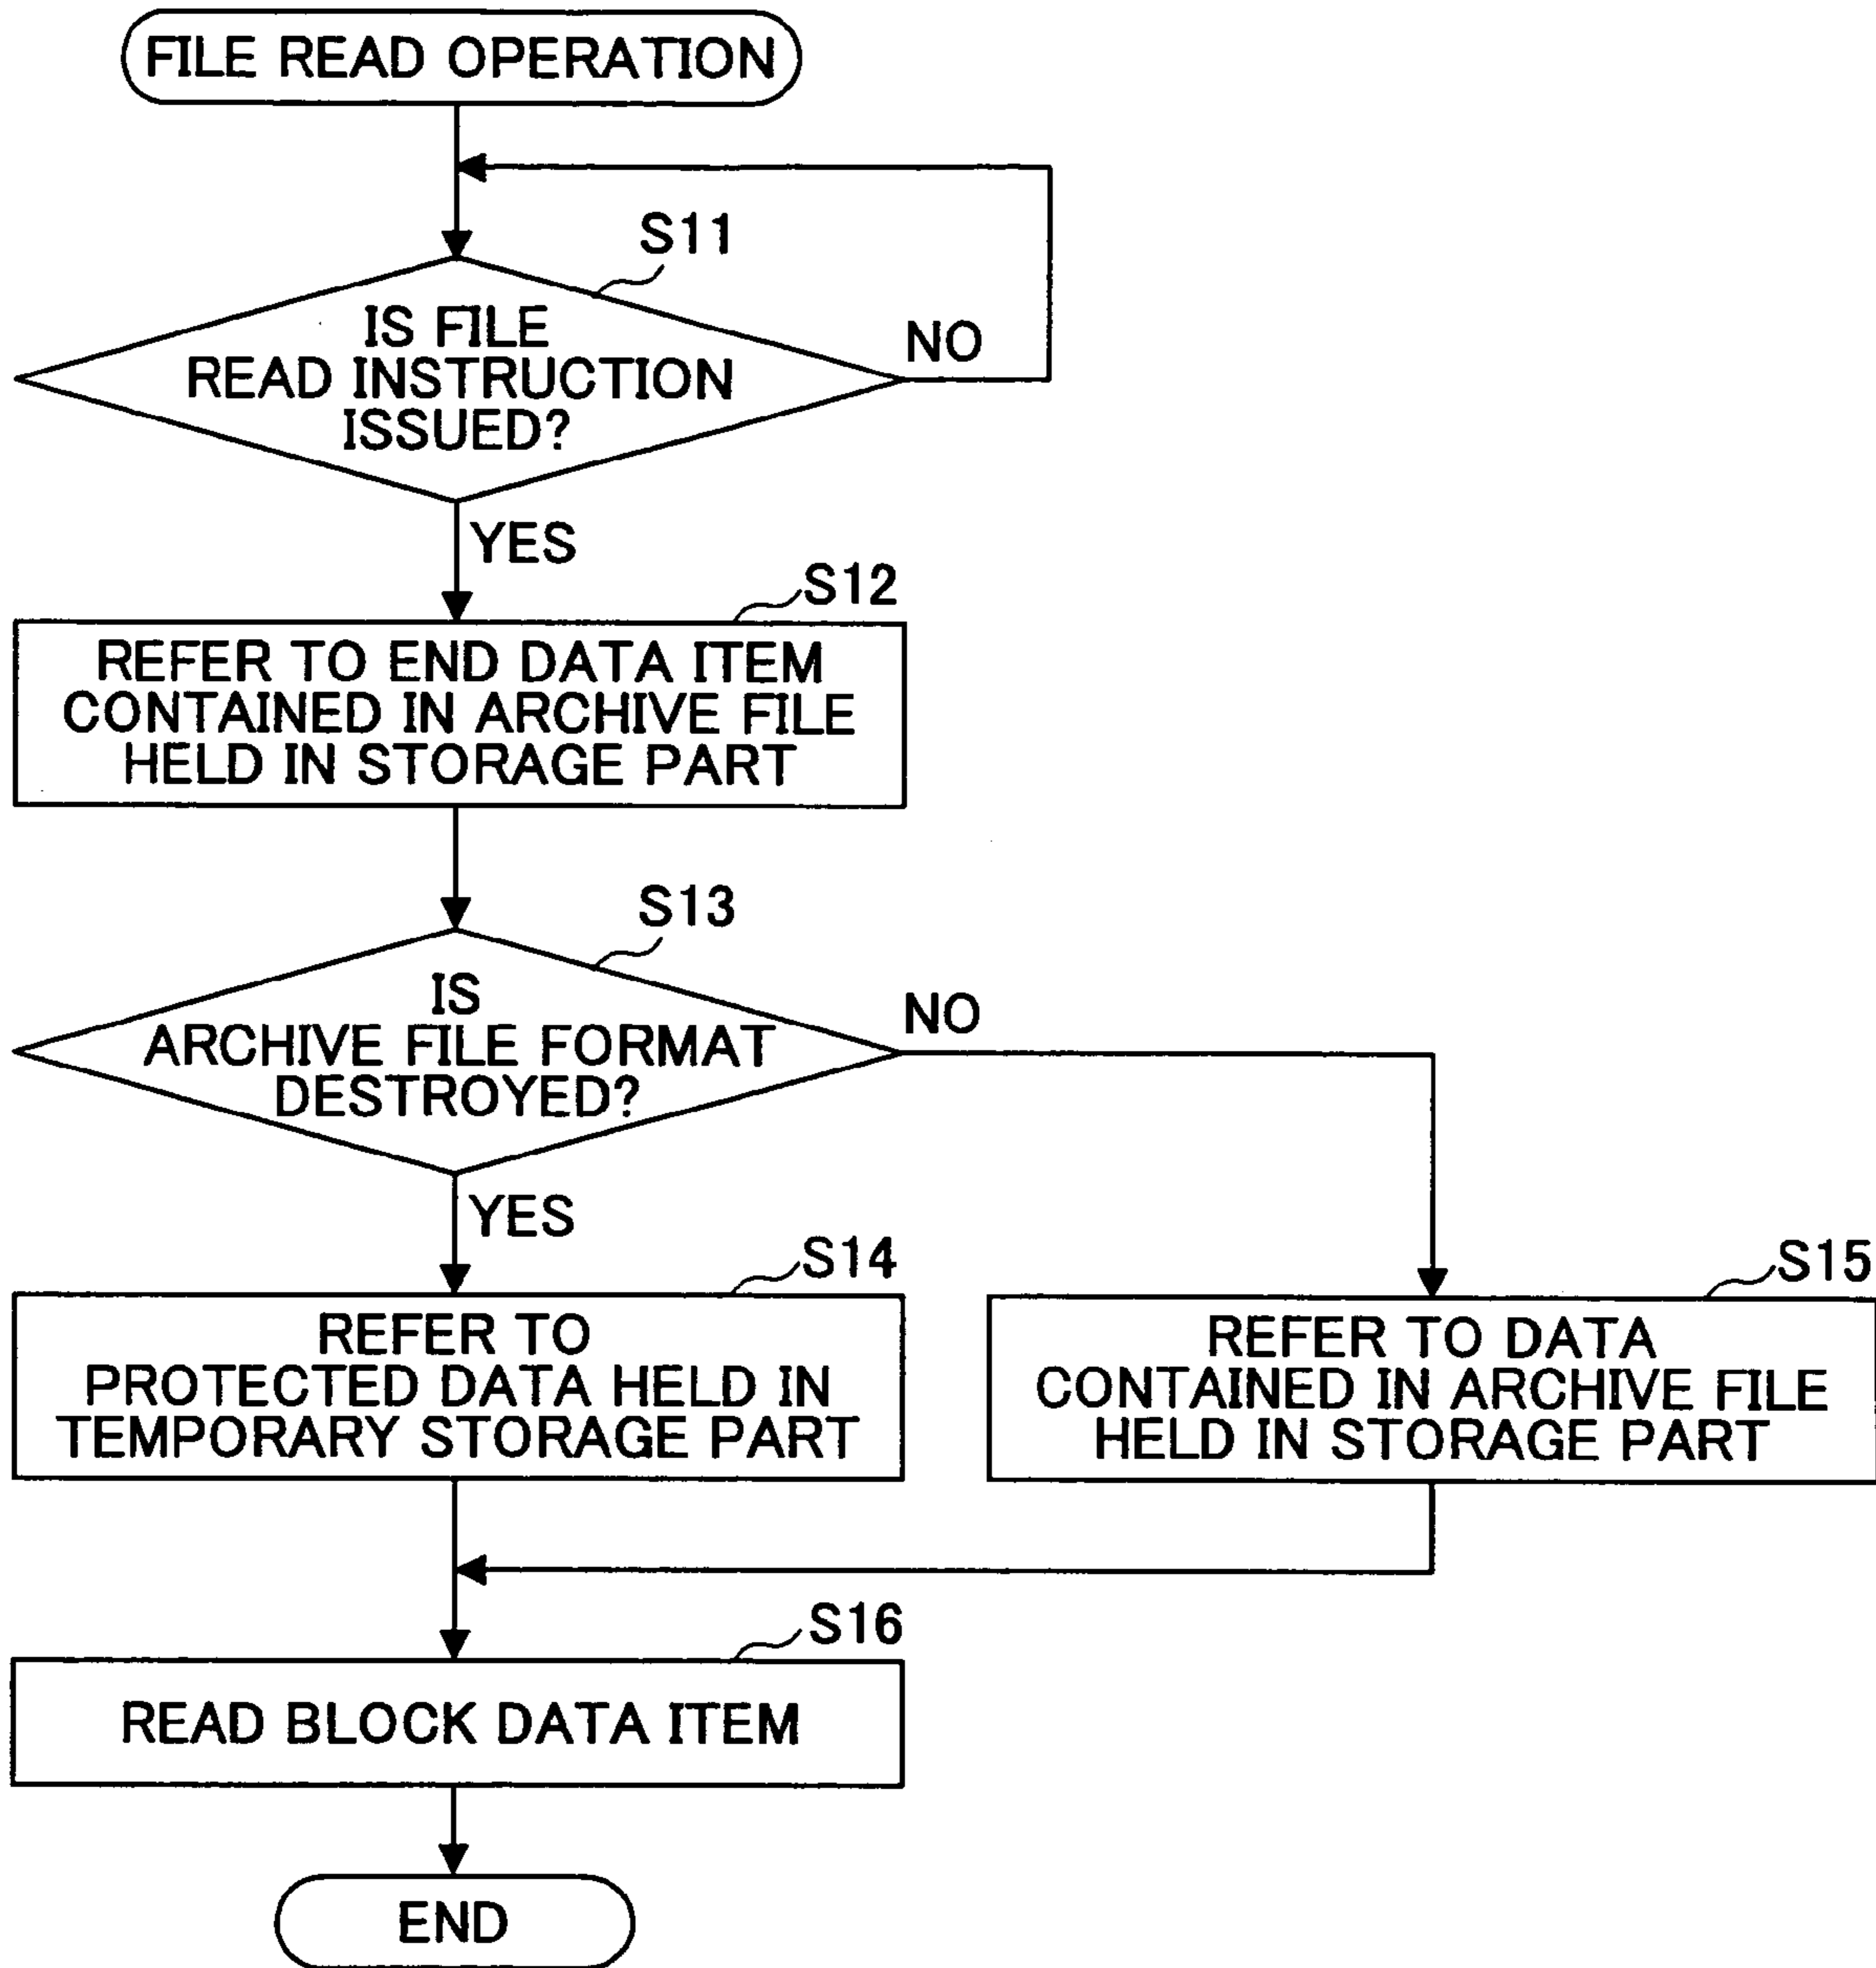 FILE READ OPERATION
S11
IS FILE
READ INSTRUCTION
ISSUED?
NO
YES
S12
REFER TO END DATA ITEM
CONTAINED IN ARCHIVE FILE
HELD IN STORAGE PART
S13
IS
ARCHIVE FILE FORMAT
DESTROYED?
NO
YES
S14
REFER TO
PROTECTED DATA HELD IN
TEMPORARY STORAGE PART
S15
REFER TO DATA
CONTAINED IN ARCHIVE FILE
HELD IN STORAGE PART
S16
READ BLOCK DATA ITEM
END